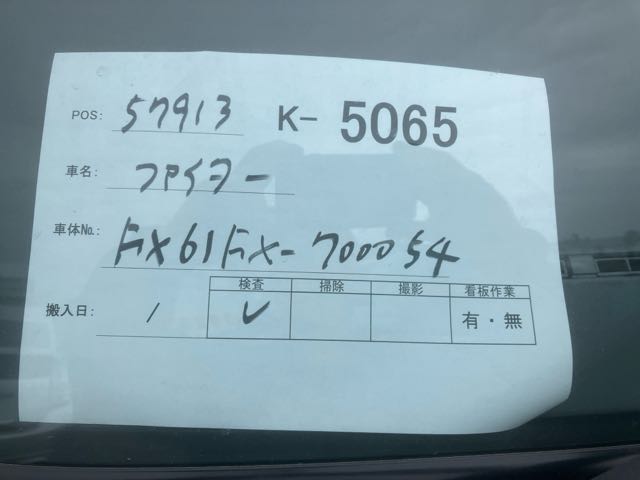 POS: 57913 K- 5065
車名: ファイター
車体No.: FX61FX-700054
検査 掃除 撮影 看板作業
搬入日: / ✓ 有・無